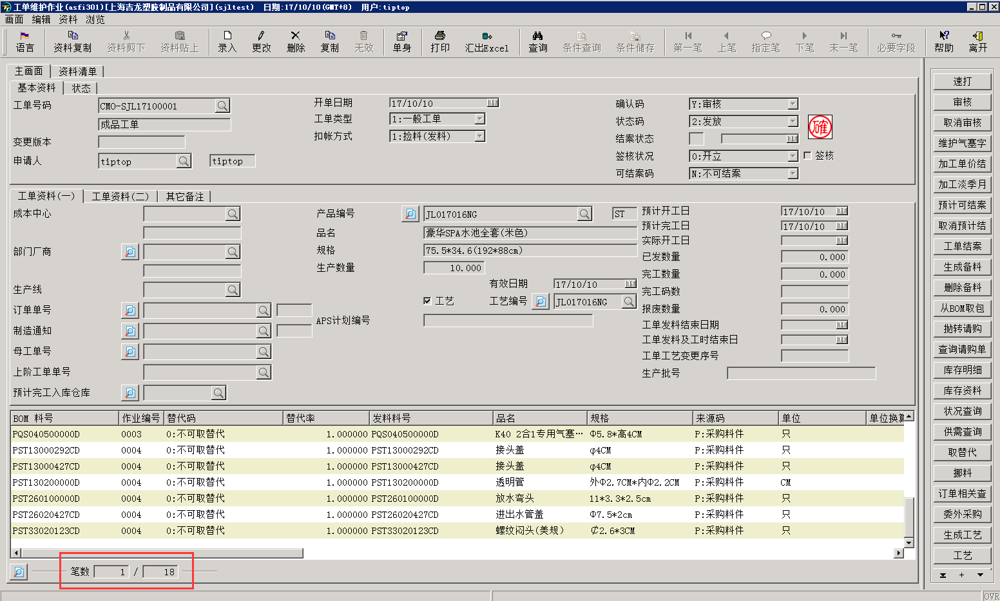 工单维护作业(asfi301)[上海吉龙塑胶制品有限公司](sjltest) 日期:17/10/10(GMT+8) 用户:tiptop
画面 编辑 资料 浏览
语言 资料复制 资料剪下 资料贴上 录入 更改 删除 复制 无效 单身 打印 汇出Excel 查询 条件查询 条件储存 第一笔 上笔 指定笔 下笔 末一笔 必要字段 帮助 离开
主画面 资料清单
基本资料 状态
工单号码 CMO-SJL17100001
成品工单
变更版本
申请人 tiptop tiptop
开单日期 17/10/10
工单类型 1:一般工单
扣帐方式 1:捡料(发料)
确认码 Y:审核
状态码 2:发放
结案状态
签核状况 0:开立 签核
可结案码 N:不可结案
確
工单资料(一) 工单资料(二) 其它备注
成本中心
部门厂商
生产线
订单单号
制造通知
母工单号
上阶工单单号
预计完工入库仓库
产品编号 JL017016NG ST
品名 豪华SPA水池全套(米色)
规格 75.5*34.6(192*88cm)
生产数量 10.000
有效日期 17/10/10
工艺 工艺编号 JL017016NG
APS计划编号
预计开工日 17/10/10
预计完工日 17/10/10
实际开工日
已发数量 0.000
完工数量 0.000
完工码数
报废数量 0.000
工单发料结束日期
工单发料及工时结束日
工单工艺变更序号
生产批号
BOM 料号 作业编号 替代码 替代率 发料料号 品名 规格 来源码 单位 单位换算
PQS040500000D 0003 0:不可取替代 1.000000 PQS040500000D K40 2合1专用气塞… Φ5.8*高4CM P:采购料件 只
PST13000292CD 0004 0:不可取替代 1.000000 PST13000292CD 接头盖 φ4CM P:采购料件 只
PST13000427CD 0004 0:不可取替代 1.000000 PST13000427CD 接头盖 φ4CM P:采购料件 只
PST130200000D 0004 0:不可取替代 1.000000 PST130200000D 透明管 外Φ2.7CM*内Φ2.2CM P:采购料件 CM
PST260100000D 0004 0:不可取替代 1.000000 PST260100000D 放水弯头 11*3.3*2.5cm P:采购料件 只
PST26020427CD 0004 0:不可取替代 1.000000 PST26020427CD 进出水管盖 Φ7.5*2cm P:采购料件 只
PST33020123CD 0004 0:不可取替代 1.000000 PST33020123CD 螺纹闷头(美规) 2.6*3CM P:采购料件 只
笔数 1 / 18
速打
审核
取消审核
维护气塞字
加工单价结
加工淡季月
预计可结案
取消预计结
工单结案
生成备料
删除备料
从BOM取包
抛转请购
查询请购单
库存明细
库存资料
状况查询
供需查询
取替代
挪料
订单相关查
委外采购
生成工艺
工艺
OVR